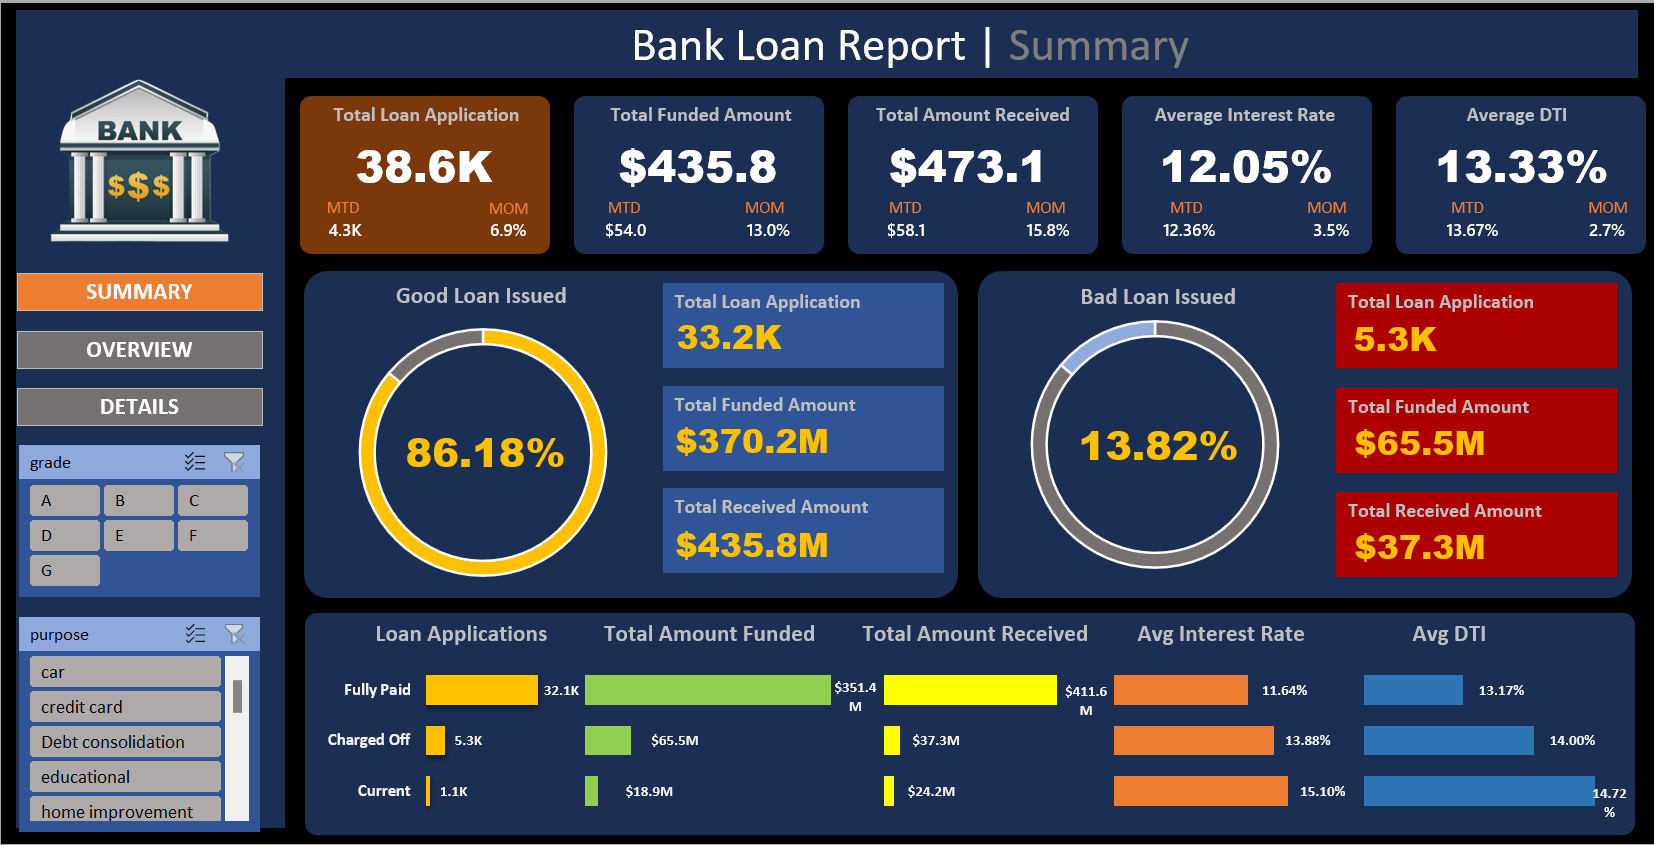 Bank Loan Report | Summary
BANK
$$$
SUMMARY
OVERVIEW
DETAILS
grade
A
B
C
D
E
F
G
purpose
car
credit card
Debt consolidation
educational
home improvement
Total Loan Application
38.6K
MTD
MOM
4.3K
6.9%
Total Funded Amount
$435.8
MTD
MOM
$54.0
13.0%
Total Amount Received
$473.1
MTD
MOM
$58.1
15.8%
Average Interest Rate
12.05%
MTD
MOM
12.36%
3.5%
Average DTI
13.33%
MTD
MOM
13.67%
2.7%
Good Loan Issued
86.18%
Total Loan Application
33.2K
Total Funded Amount
$370.2M
Total Received Amount
$435.8M
Bad Loan Issued
13.82%
Total Loan Application
5.3K
Total Funded Amount
$65.5M
Total Received Amount
$37.3M
Loan Applications
Total Amount Funded
Total Amount Received
Avg Interest Rate
Avg DTI
Fully Paid
32.1K
$351.4
M
$411.6
M
11.64%
13.17%
Charged Off
5.3K
$65.5M
$37.3M
13.88%
14.00%
Current
1.1K
$18.9M
$24.2M
15.10%
14.72
%